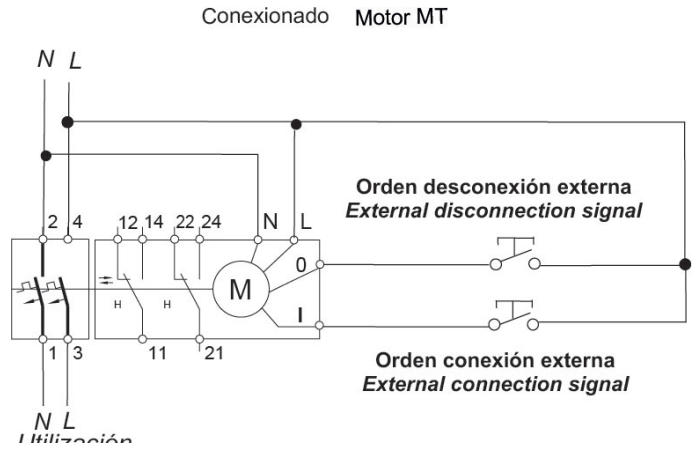 Conexionado Motor MT
N L
2 4 12 14 22 24 N L
Orden desconexión externa
External disconnection signal
0
M
H H
I
1 3 11 21
Orden conexión externa
External connection signal
N L
Utilización